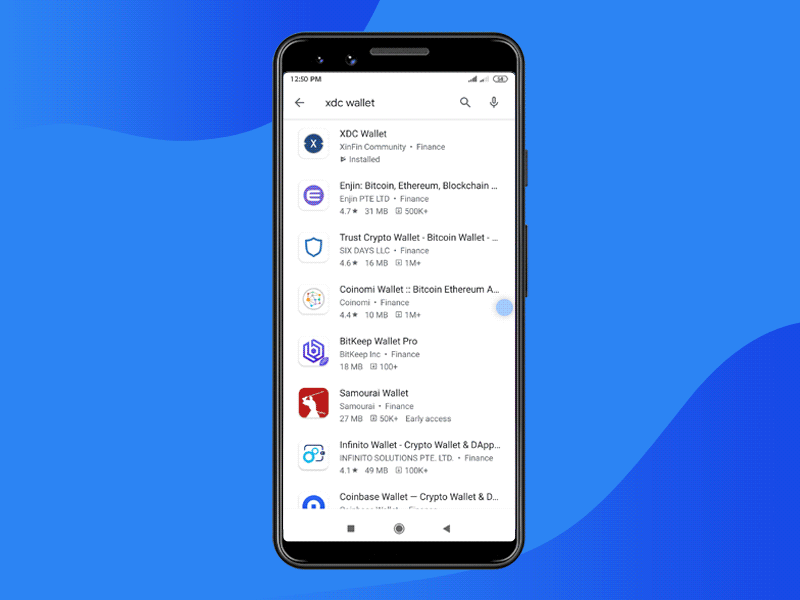 12:50 PM
58
xdc wallet
X
XDC Wallet
XinFin Community • Finance
Installed
Enjin: Bitcoin, Ethereum, Blockchain ...
Enjin PTE LTD • Finance
4.7★ 31 MB 500K+
Trust Crypto Wallet - Bitcoin Wallet - ...
SIX DAYS LLC • Finance
4.6★ 16 MB 1M+
Coinomi Wallet :: Bitcoin Ethereum A...
Coinomi • Finance
4.4★ 10 MB 1M+
BitKeep Wallet Pro
BitKeep Inc • Finance
18 MB 100+
Samourai Wallet
Samourai • Finance
27 MB 50K+ Early access
Infinito Wallet - Crypto Wallet & DApp...
INFINITO SOLUTIONS PTE. LTD. • Finance
4.1★ 49 MB 100K+
Coinbase Wallet — Crypto Wallet & D...